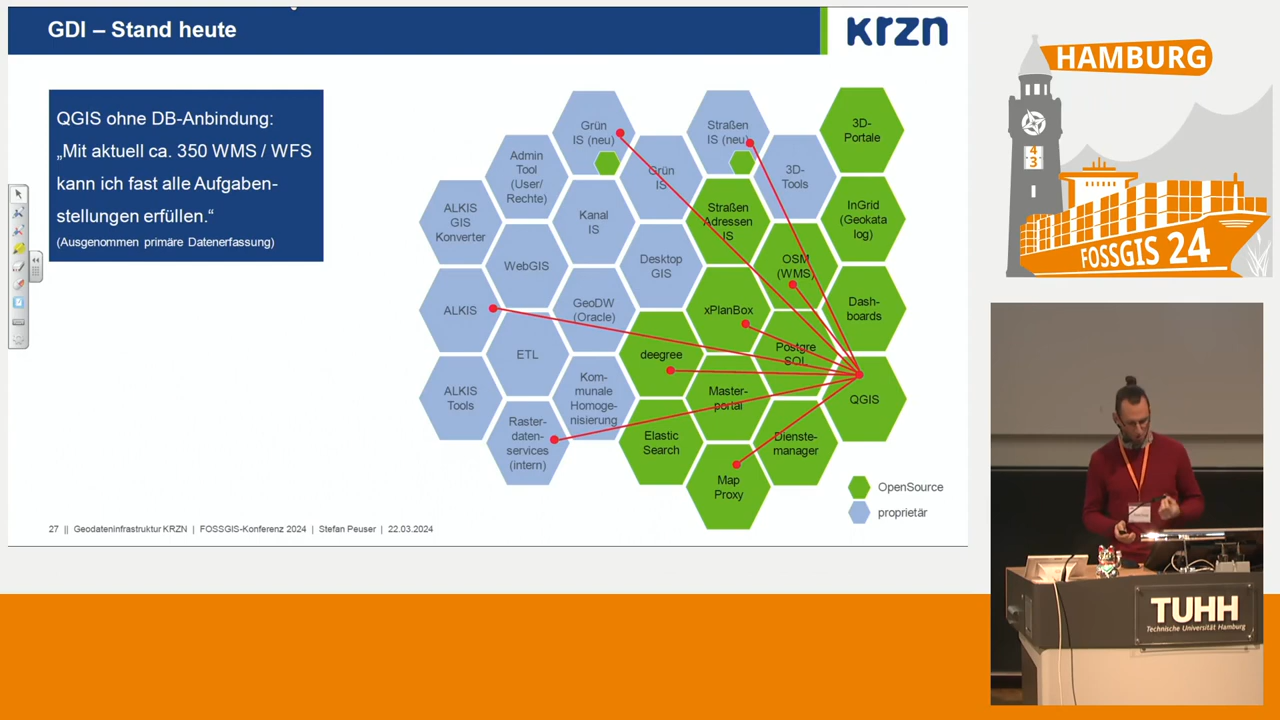 GDI – Stand heute
krzn
QGIS ohne DB-Anbindung:
„Mit aktuell ca. 350 WMS / WFS
kann ich fast alle Aufgaben-
stellungen erfüllen.“
(Ausgenommen primäre Datenerfassung)
Grün
IS (neu)
Straßen
IS (neu)
3D-
Portale
Admin
Tool
(User/
Rechte)
Grün
IS
3D-
Tools
ALKIS
GIS
Konverter
Kanal
IS
Straßen
Adressen
IS
InGrid
(Geokata
log)
WebGIS
Desktop
GIS
OSM
(WMS)
ALKIS
GeoDW
(Oracle)
xPlanBox
Dash-
boards
ETL
deegree
Postgre
SQL
ALKIS
Tools
Kom-
munale
Homoge-
nisierung
Master-
portal
QGIS
Raster-
daten-
services
(intern)
Elastic
Search
Dienste-
manager
Map
Proxy
OpenSource
proprietär
27 || Geodateninfrastruktur KRZN | FOSSGIS-Konferenz 2024 | Stefan Peuser | 22.03.2024
HAMBURG
4
3
FOSSGIS 24
TUHH
Technische Universität Hamburg